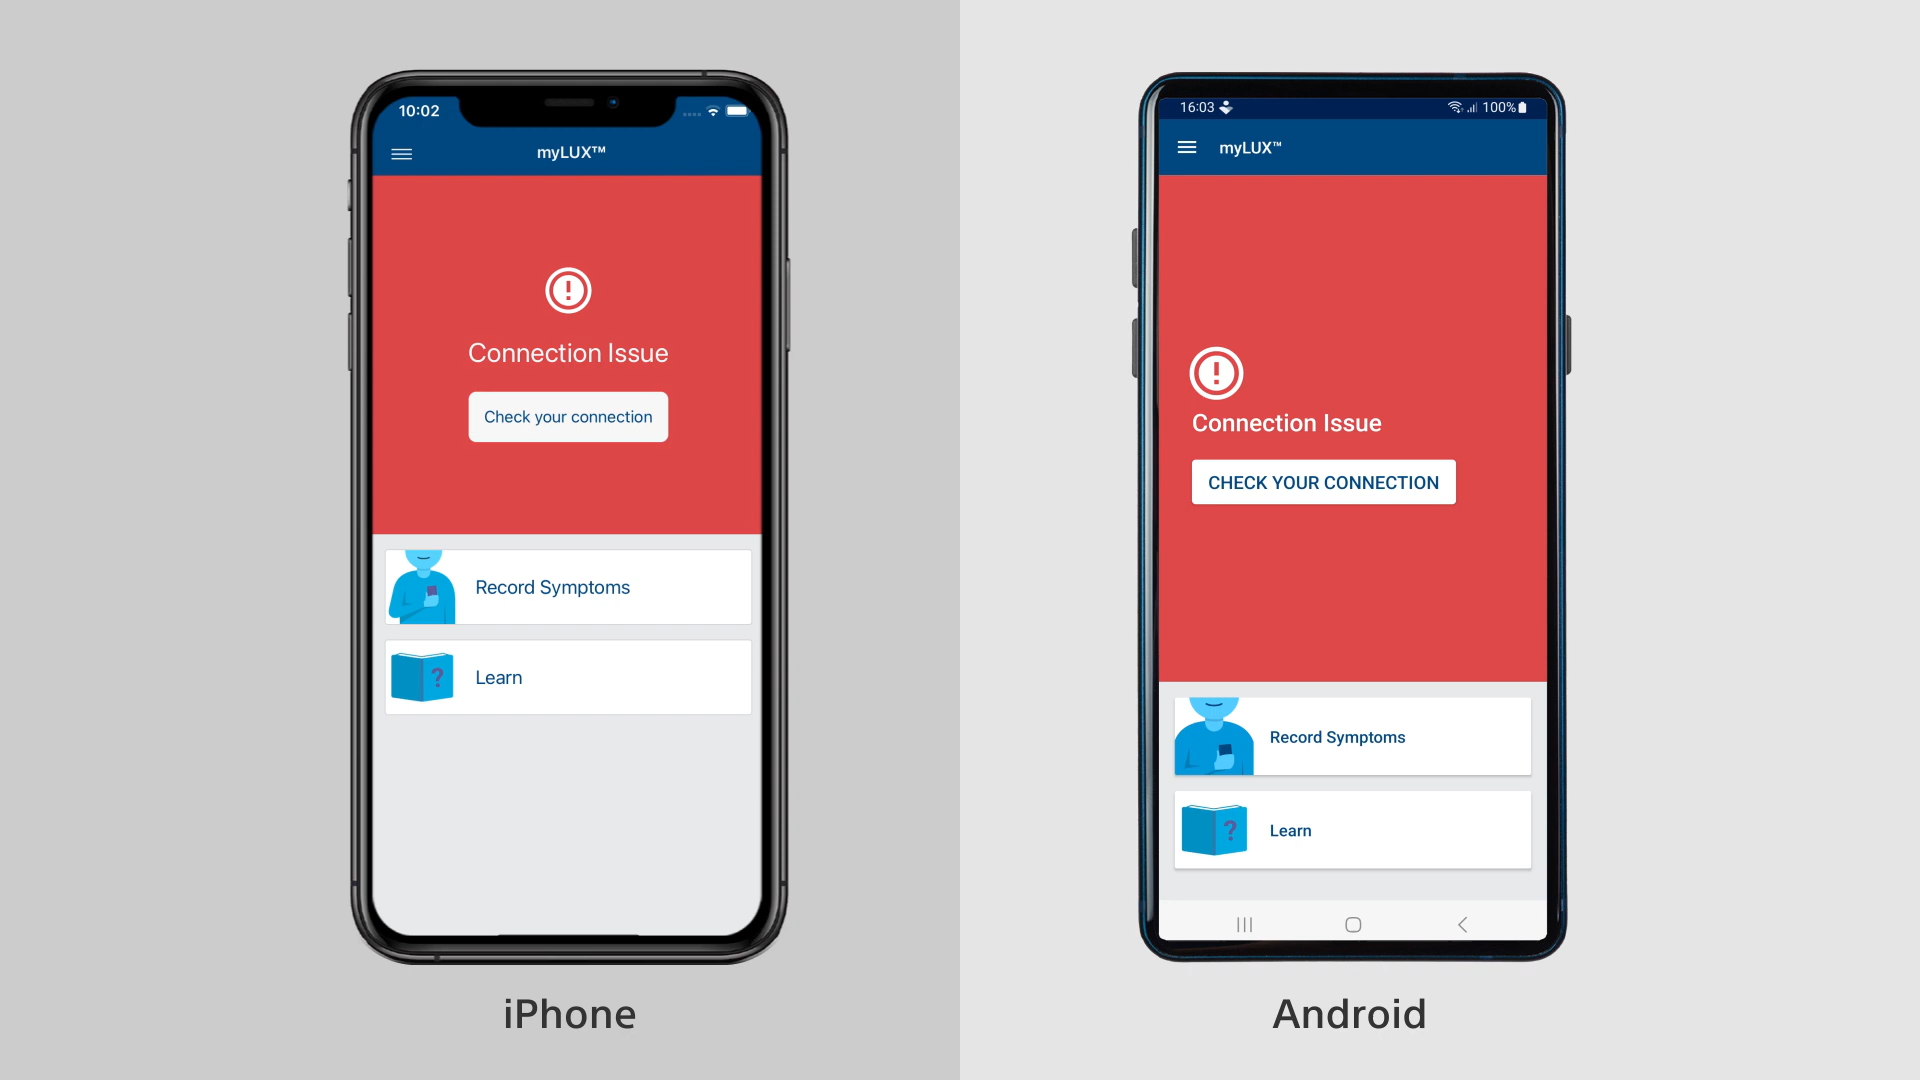 10:02
myLUX™
Connection Issue
Check your connection
Record Symptoms
?
Learn
iPhone
16:03
100%
myLUX™
Connection Issue
CHECK YOUR CONNECTION
Record Symptoms
?
Learn
Android